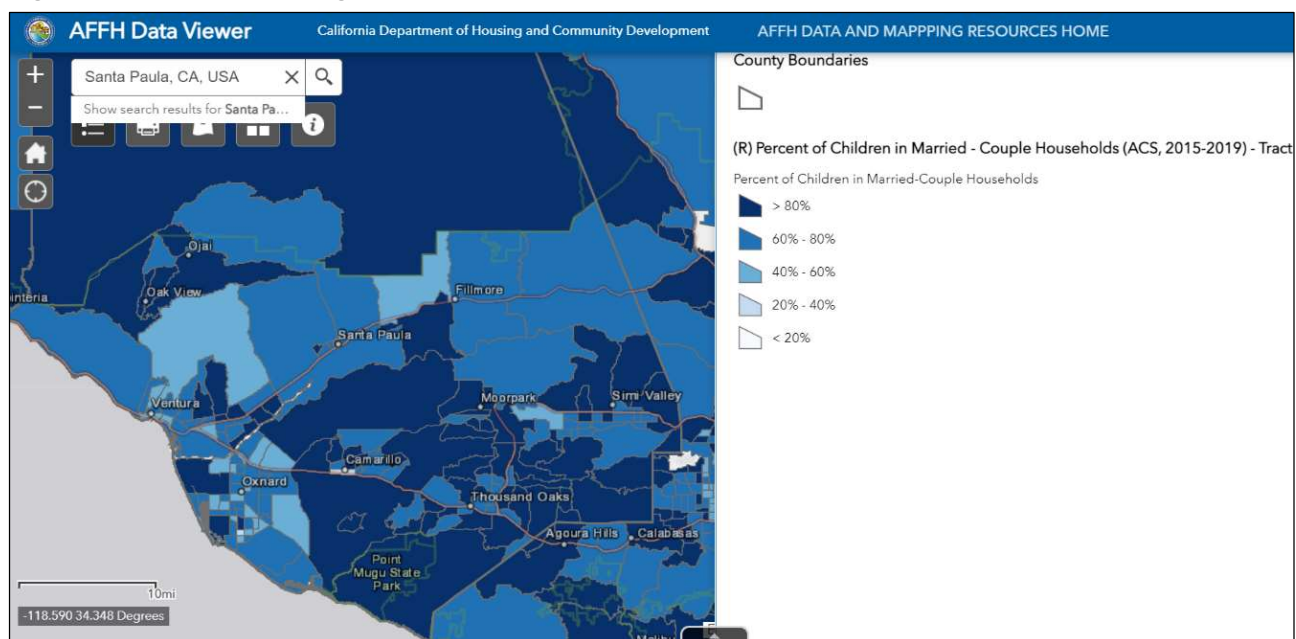 AFFH Data Viewer
California Department of Housing and Community Development
AFFH DATA AND MAPPPING RESOURCES HOME
Santa Paula, CA, USA
Show search results for Santa Pa...
County Boundaries
(R) Percent of Children in Married - Couple Households (ACS, 2015-2019) - Tract
Percent of Children in Married-Couple Households
> 80%
60% - 80%
40% - 60%
20% - 40%
< 20%
Ojai
Oak View
interia
Fillmore
Santa Paula
Ventura
Moorpark
Simi Valley
Camarillo
Oxnard
Thousand Oaks
Agoura Hills
Calabasas
Point
Mugu State
Park
10mi
-118.590 34.348 Degrees